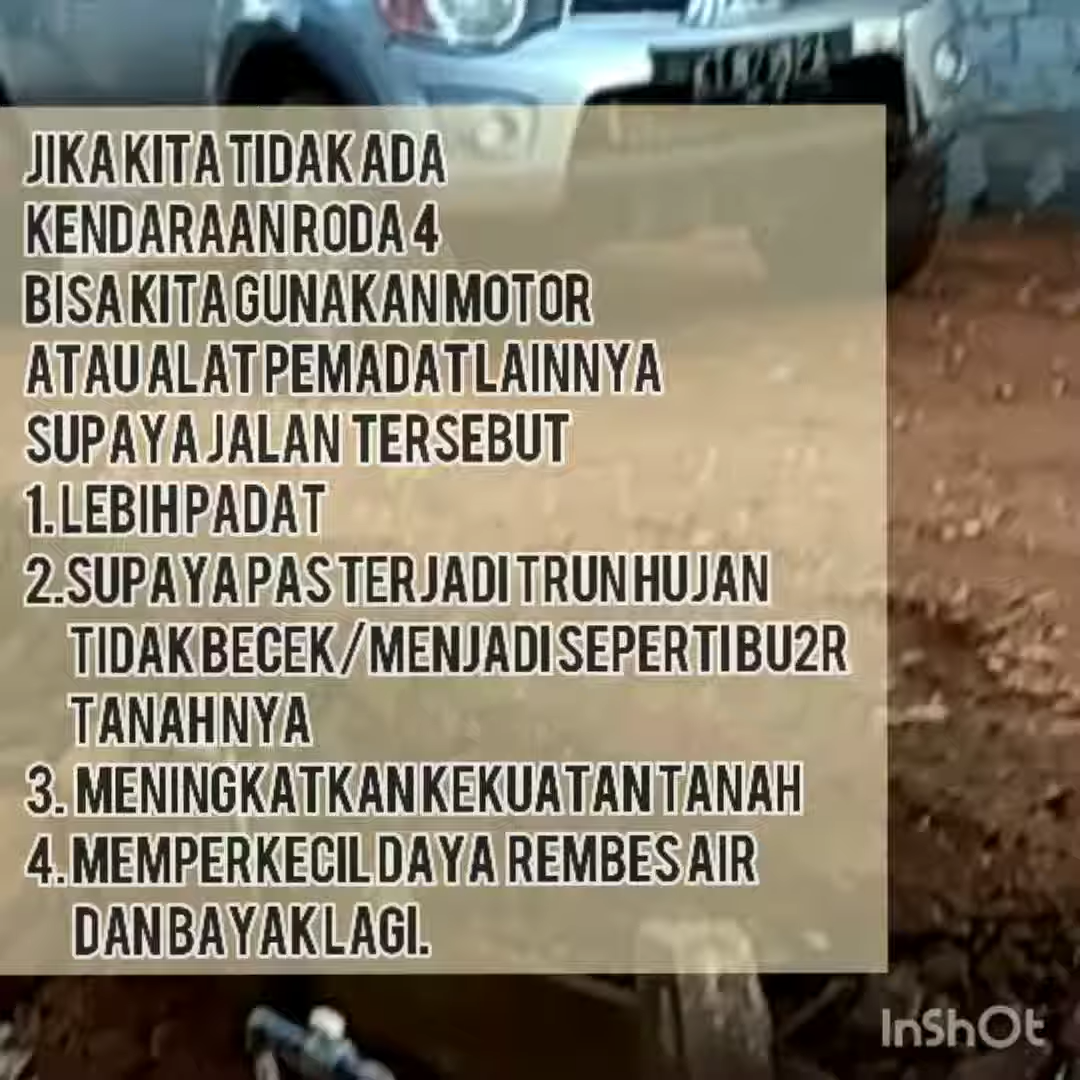 JIKA KITA TIDAK ADA
KENDARAAN RODA 4
BISA KITA GUNAKAN MOTOR
ATAU ALAT PEMADAT LAINNYA
SUPAYA JALAN TERSEBUT
1. LEBIH PADAT
2. SUPAYA PAS TERJADI TRUN HUJAN
TIDAK BECEK/MENJADI SEPERTI BU2R
TANAHNYA
3. MENINGKATKAN KEKUATAN TANAH
4. MEMPERKECIL DAYA REMBES AIR
DAN BAYAK LAGI.
InShOt